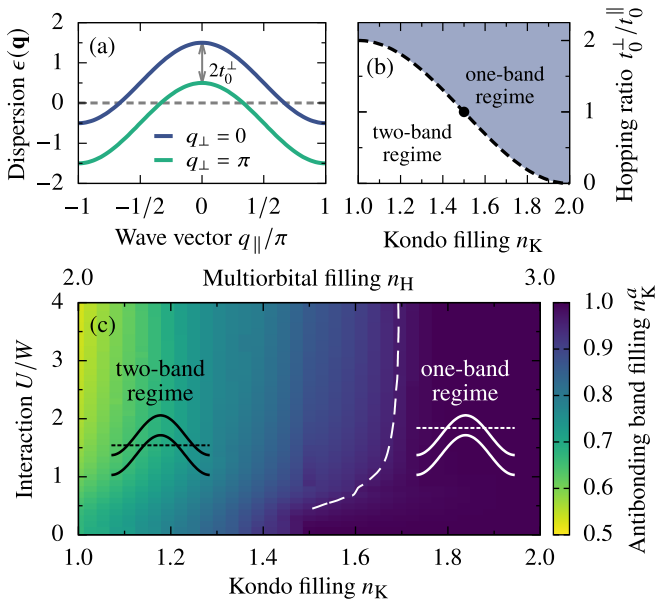 Dispersion ϵ(q)
2
1
0
−1
−2
(a)
2t₀^⊥
q⊥ = 0
q⊥ = π
−1
−1/2
0
1/2
1
Wave vector q∥/π
(b)
one-band
regime
two-band
regime
1.0
1.2
1.4
1.6
1.8
2.0
Kondo filling n_K
2
1
0
Hopping ratio t₀^⊥/t₀^∥
2.0
Multiorbital filling n_H
3.0
Interaction U/W
4
3
2
1
0
(c)
two-band
regime
one-band
regime
1.0
1.2
1.4
1.6
1.8
2.0
Kondo filling n_K
1.0
0.9
0.8
0.7
0.6
0.5
Antibonding band filling n_K^a